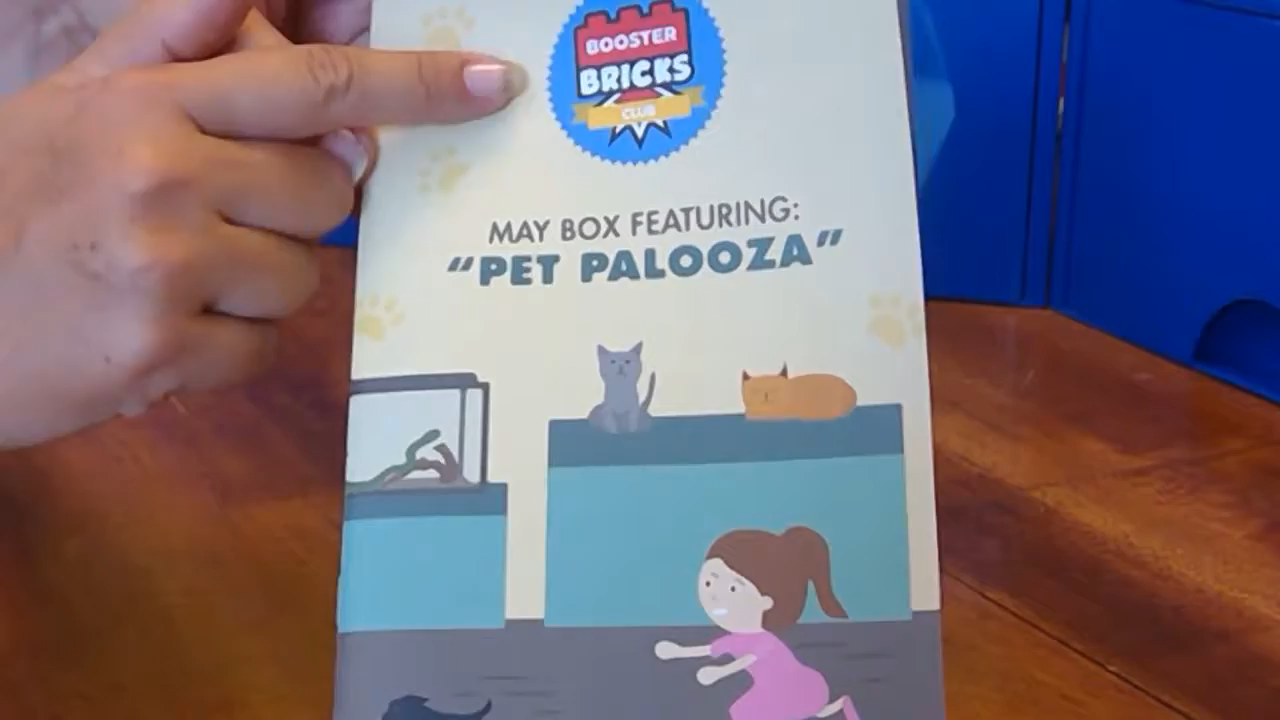 BOOSTER
BRICKS
CLUB
MAY BOX FEATURING:
“PET PALOOZA”